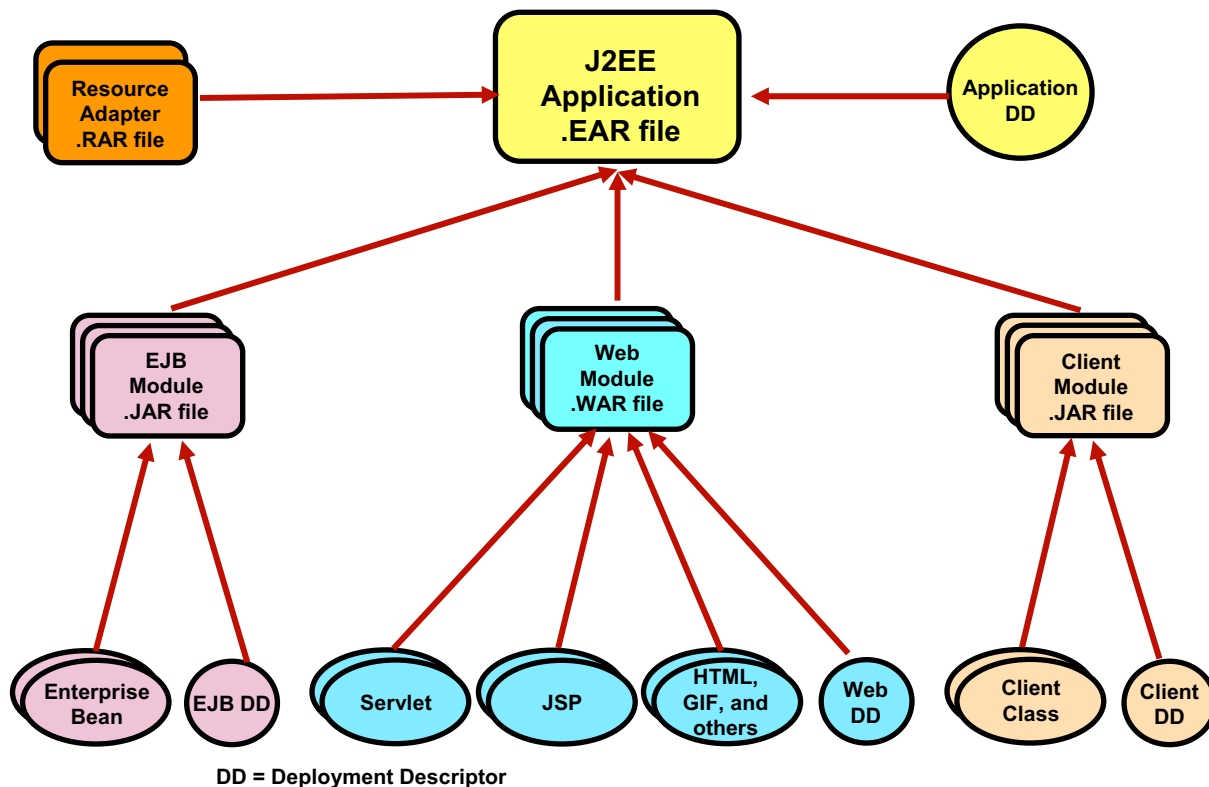 J2EE
Application
.EAR file
Resource
Adapter
.RAR file
Application
DD
EJB
Module
.JAR file
Web
Module
.WAR file
Client
Module
.JAR file
Enterprise
Bean
EJB DD
Servlet
JSP
HTML,
GIF, and
others
Web
DD
Client
Class
Client
DD
DD = Deployment Descriptor